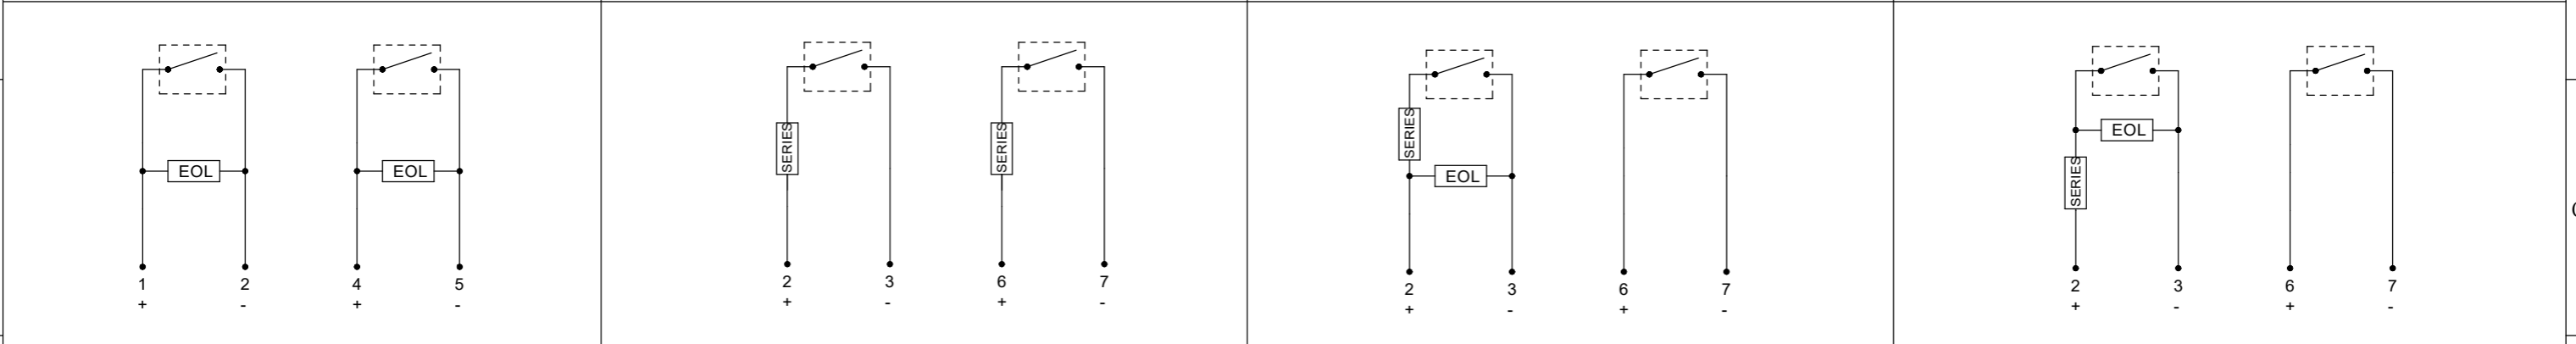 EOL EOL
1 2 4 5
+ - + -
SERIES SERIES
2 3 6 7
+ - + -
SERIES
EOL
2 3 6 7
+ - + -
EOL
SERIES
2 3 6 7
+ - + -